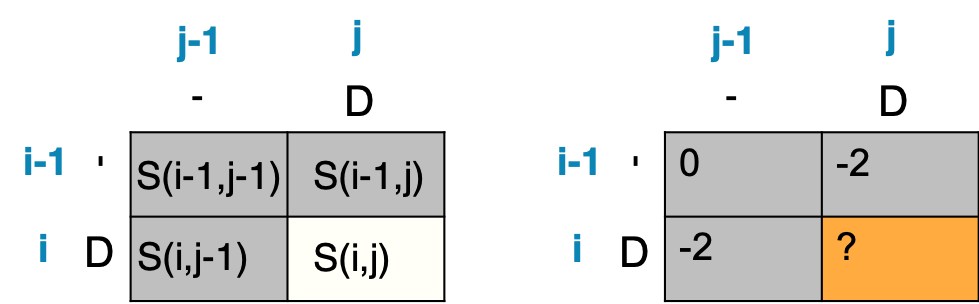 j-1 j j-1 j
- D - D
i-1 ' S(i-1,j-1) S(i-1,j) i-1 ' 0 -2
i D S(i,j-1) S(i,j) i D -2 ?